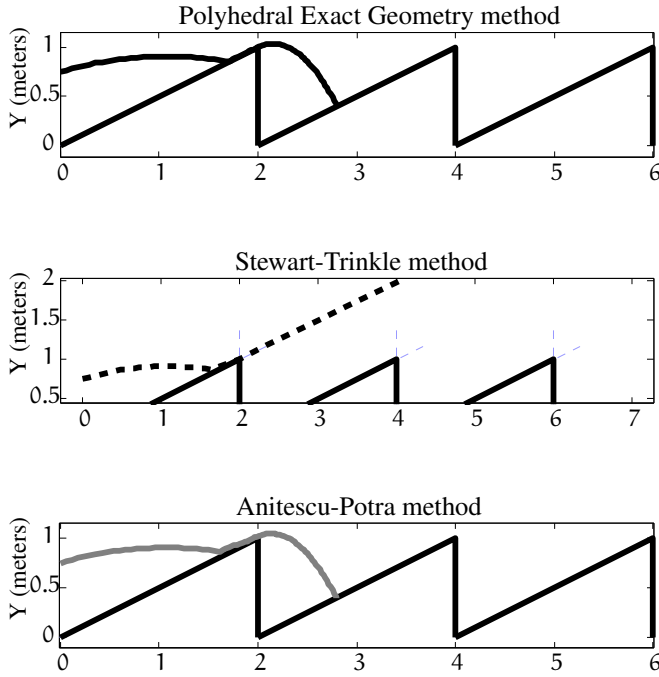 Polyhedral Exact Geometry method
Y (meters)
1
0.5
0
0 1 2 3 4 5 6
Stewart-Trinkle method
Y (meters)
2
1.5
1
0.5
0 1 2 3 4 5 6 7
Anitescu-Potra method
Y (meters)
1
0.5
0
0 1 2 3 4 5 6